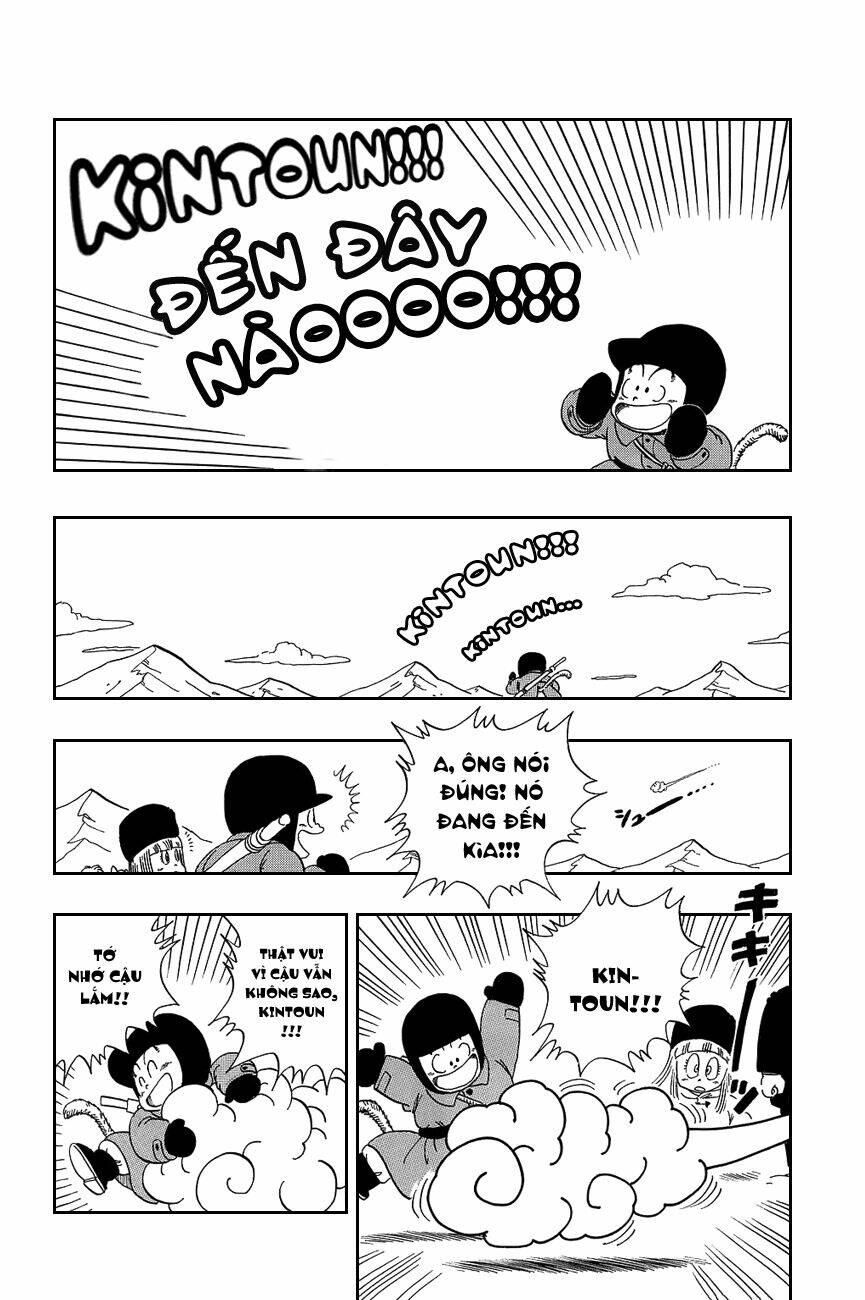 KINTOUN!!!
ĐẾN ĐÂY
NÀOOOO!!!
KINTOUN!!!
KINTOUN...
A, ÔNG NÓI
ĐÚNG! NÓ
ĐANG ĐẾN
KÌA!!!
KIN-
TOUN!!!
キキ
THẬT VUI
VÌ CẬU VẪN
KHÔNG SAO,
KINTOUN
!!!
TỚ
NHỚ CẬU
LẮM!!